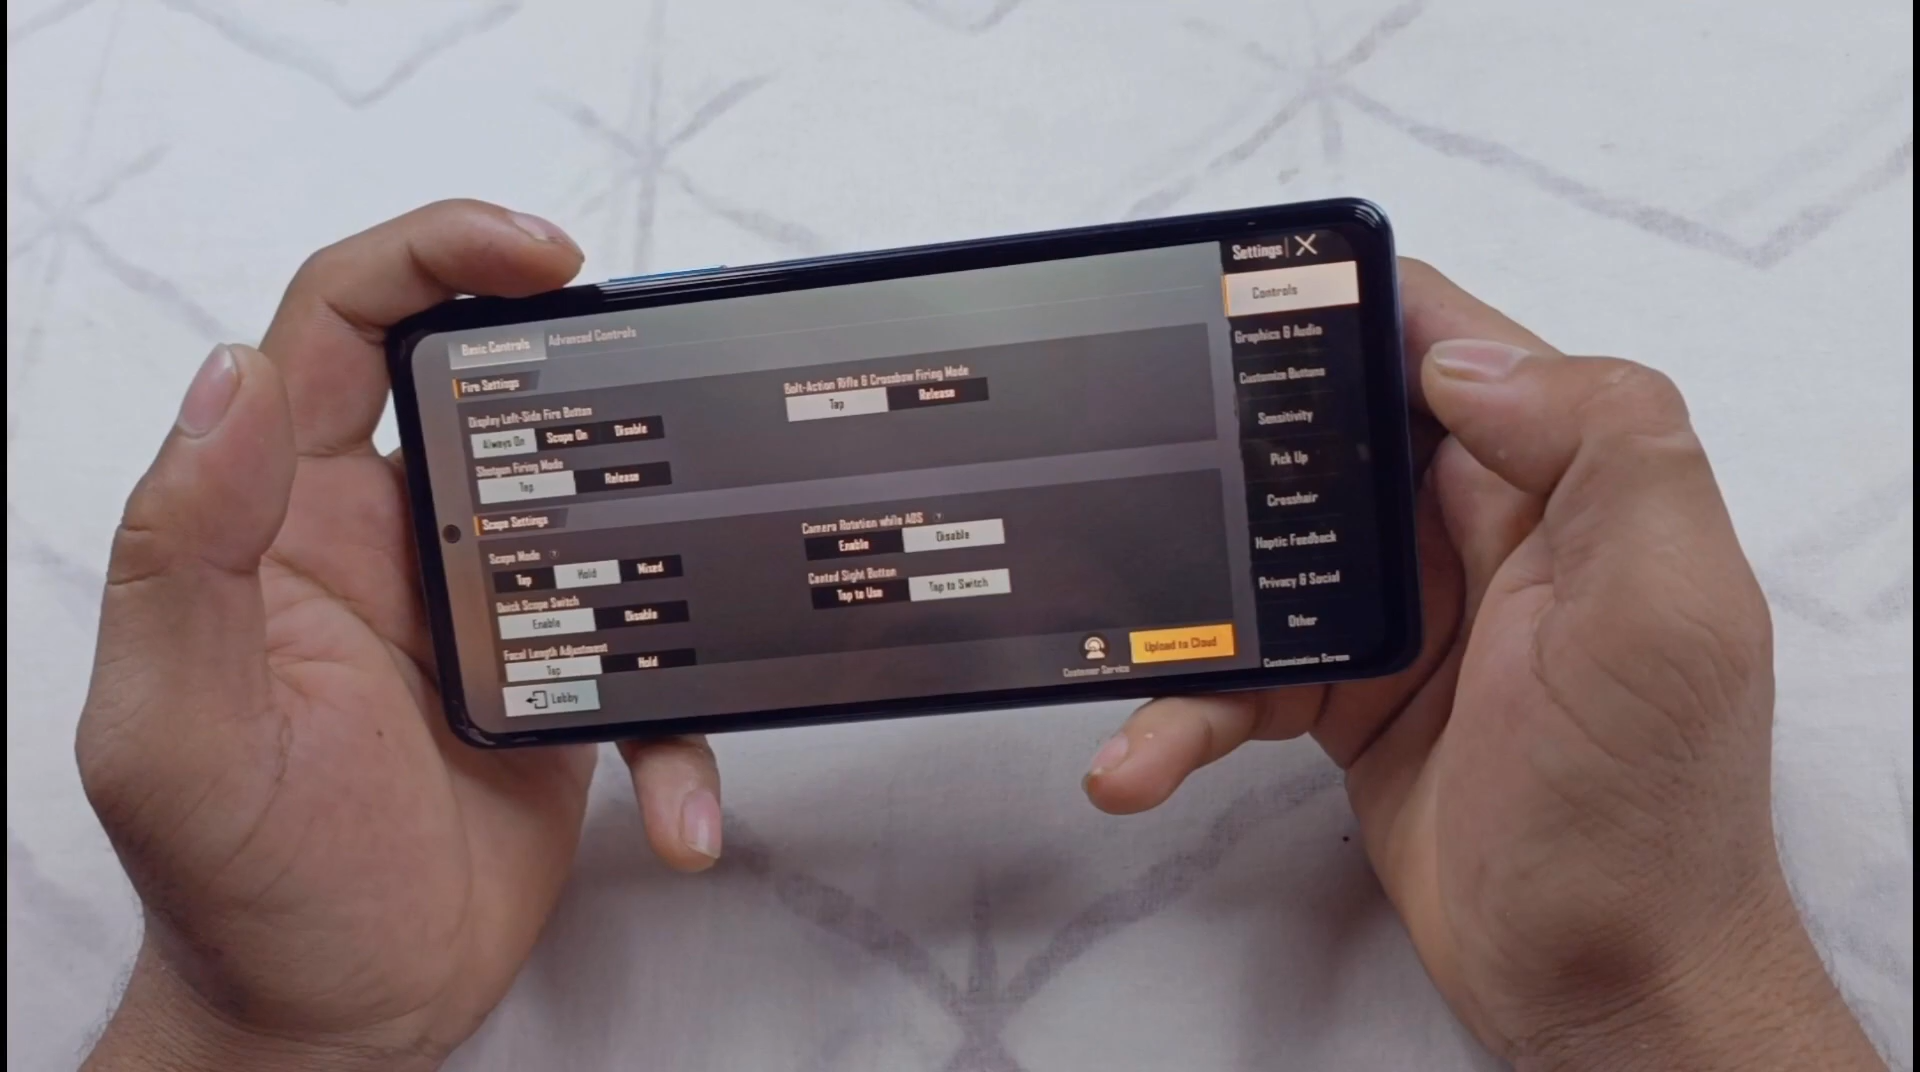 Settings
Controls
Graphics & Audio
Customize Buttons
Sensitivity
Pick Up
Crosshair
Haptic Feedback
Privacy & Social
Other
Customization Screen
Basic Controls
Advanced Controls
Fire Settings
Display Left-Side Fire Button
Always On Scope On Disable
Bolt-Action Rifle & Crossbow Firing Mode
Tap Release
Shotgun Firing Mode
Tap Release
Scope Settings
Scope Mode ?
Tap Hold Mixed
Camera Rotation while ADS ?
Enable Disable
Quick Scope Switch
Enable Disable
Canted Sight Button
Tap to Use Tap to Switch
Focal Length Adjustment
Tap Hold
Lobby
Customer Service
Upload to Cloud